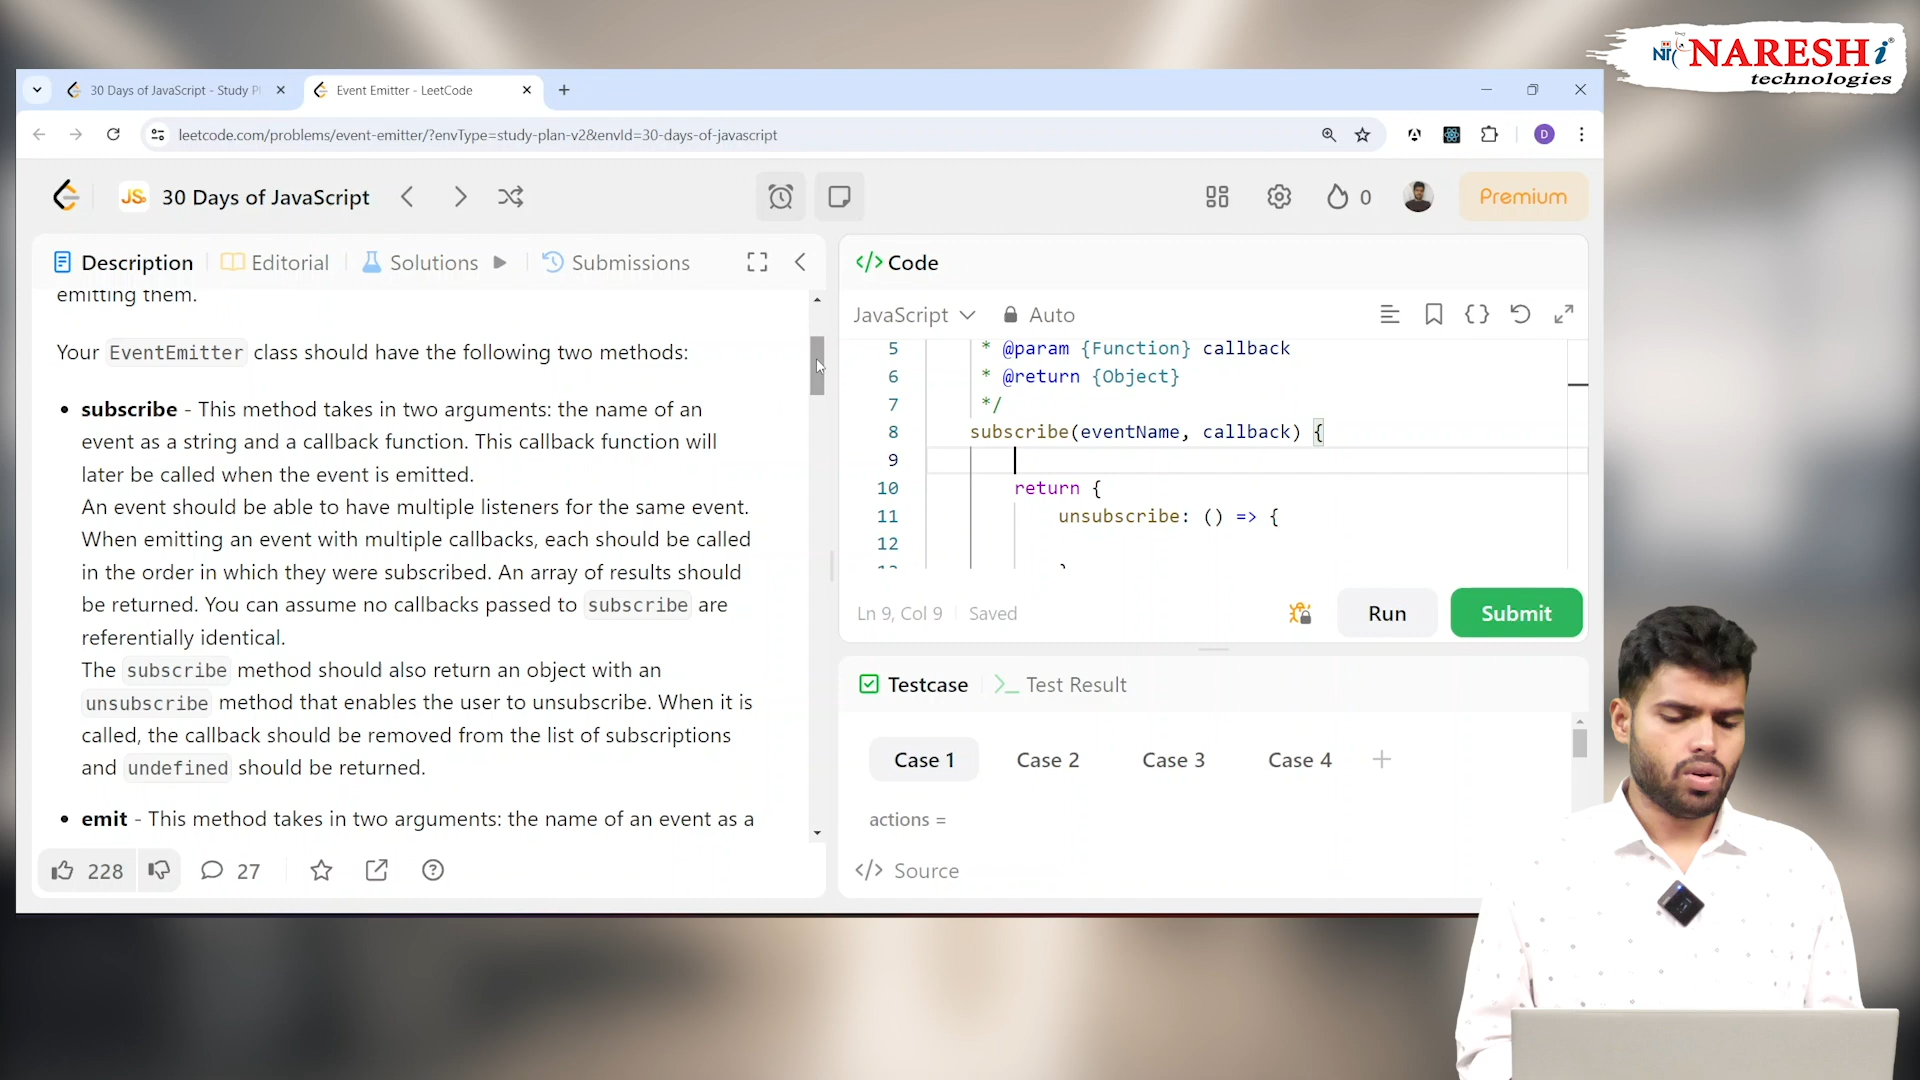 NARESH i
technologies
30 Days of JavaScript - Study Pl
Event Emitter - LeetCode
leetcode.com/problems/event-emitter/?envType=study-plan-v2&envId=30-days-of-javascript
D
JS 30 Days of JavaScript
0
Premium
Description
Editorial
Solutions
Submissions
emitting them.
Your EventEmitter class should have the following two methods:
• subscribe - This method takes in two arguments: the name of an
event as a string and a callback function. This callback function will
later be called when the event is emitted.
An event should be able to have multiple listeners for the same event.
When emitting an event with multiple callbacks, each should be called
in the order in which they were subscribed. An array of results should
be returned. You can assume no callbacks passed to subscribe are
referentially identical.
The subscribe method should also return an object with an
unsubscribe method that enables the user to unsubscribe. When it is
called, the callback should be removed from the list of subscriptions
and undefined should be returned.
• emit - This method takes in two arguments: the name of an event as a
228
27
</> Code
JavaScript
Auto
5 * @param {Function} callback
6 * @return {Object}
7 */
8 subscribe(eventName, callback) {
9
10 return {
11 unsubscribe: () => {
12
Ln 9, Col 9
Saved
Run
Submit
Testcase
>_ Test Result
Case 1
Case 2
Case 3
Case 4
actions =
</> Source